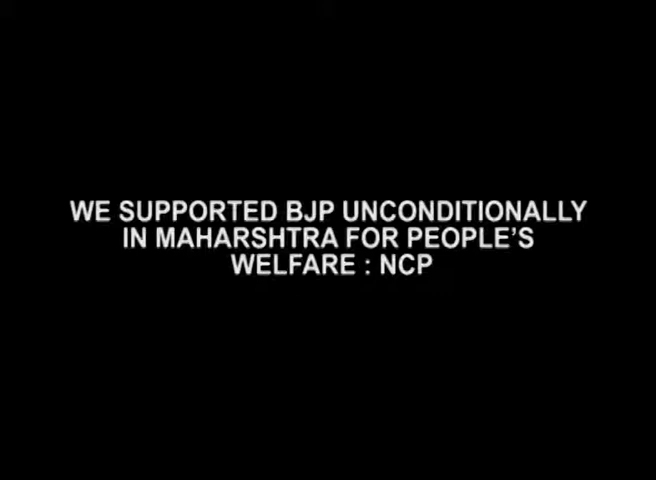 WE SUPPORTED BJP UNCONDITIONALLY
IN MAHARSHTRA FOR PEOPLE'S
WELFARE : NCP